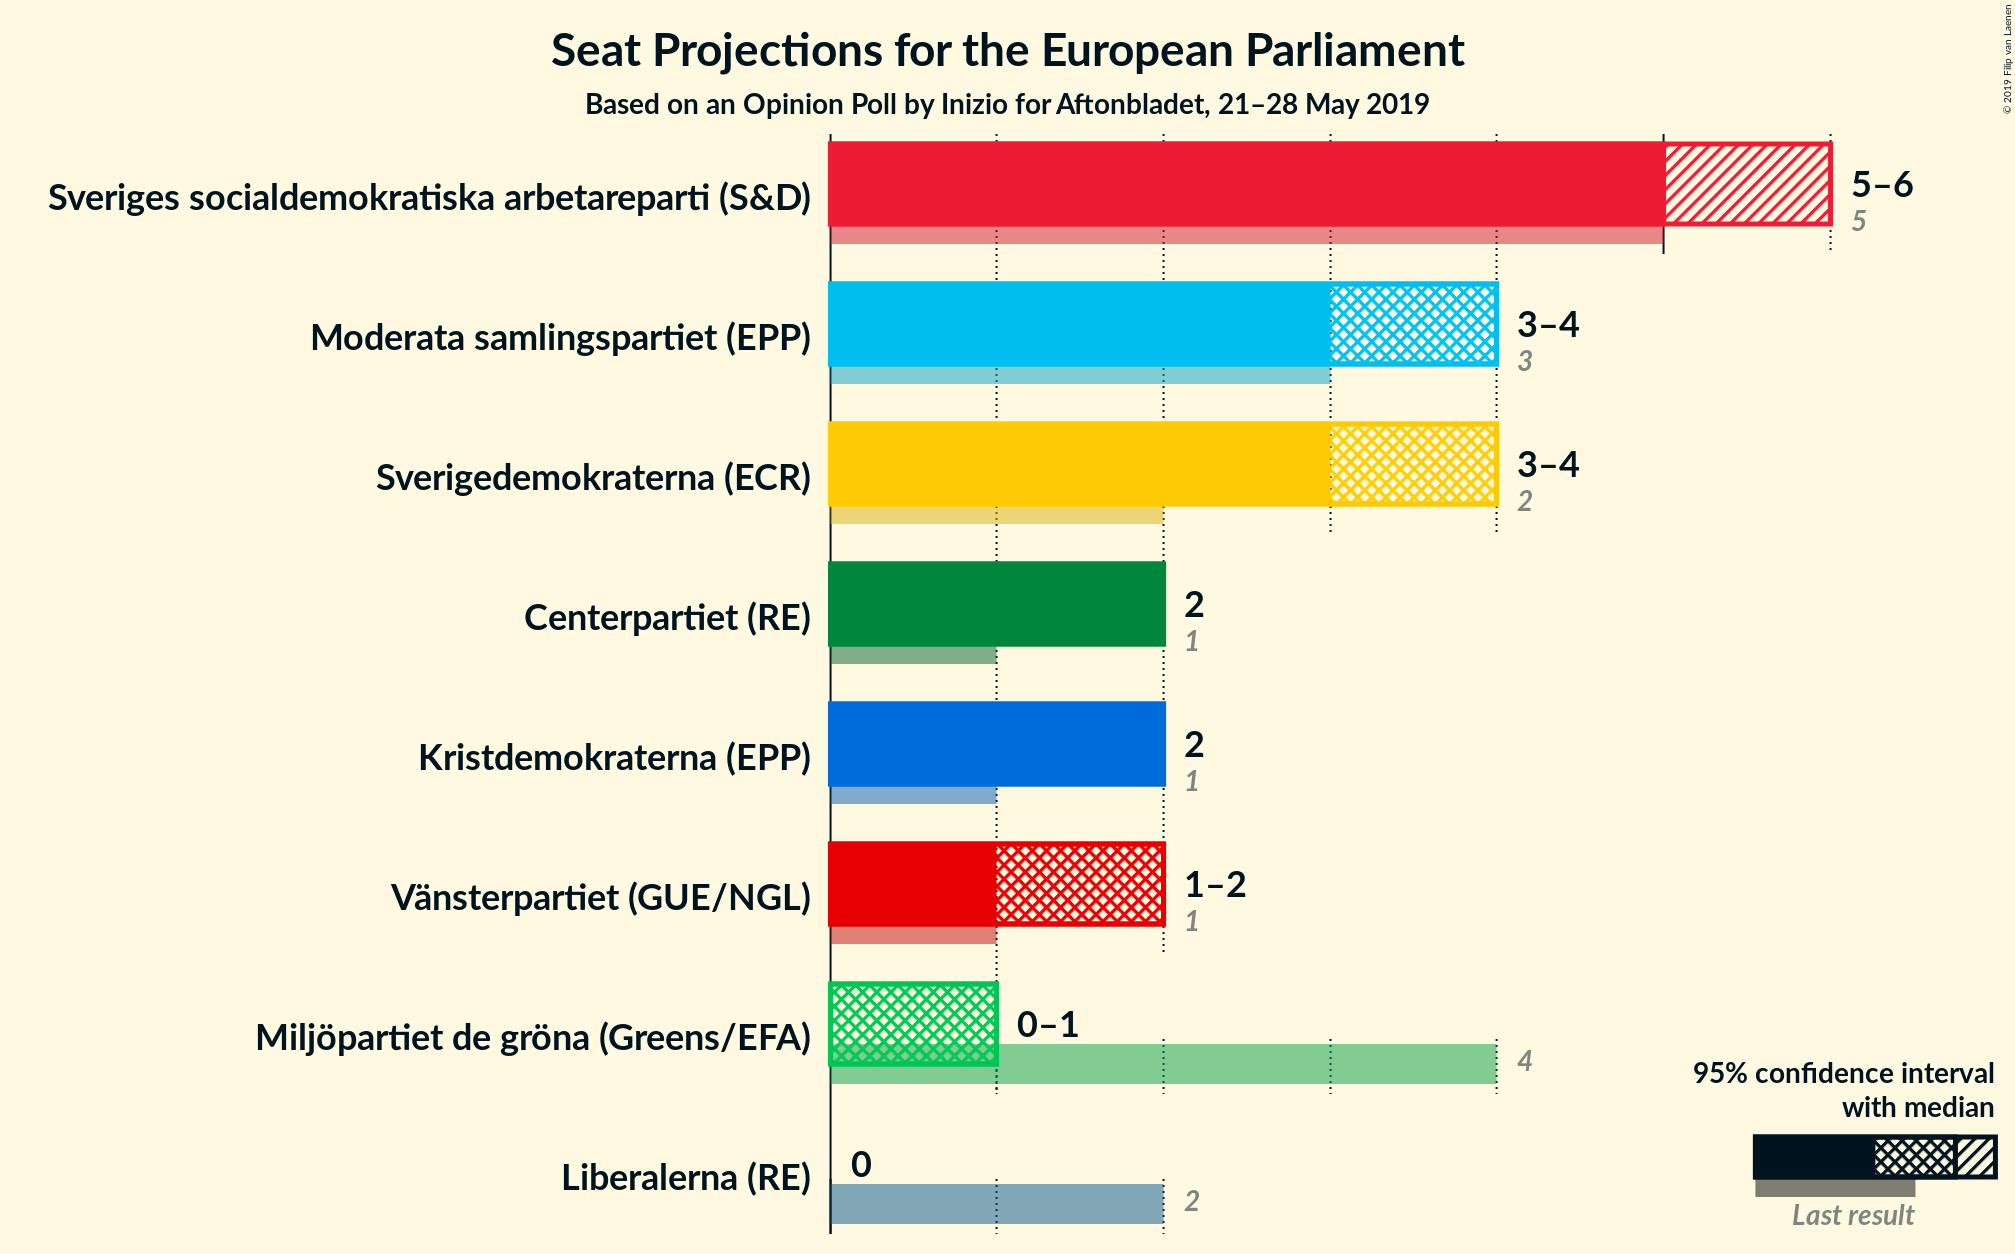 Seat Projections for the European Parliament
Based on an Opinion Poll by Inizio for Aftonbladet, 21–28 May 2019
© 2019 Filip van Laenen
Sveriges socialdemokratiska arbetareparti (S&D)
5–6
5
Moderata samlingspartiet (EPP)
3–4
3
Sverigedemokraterna (ECR)
3–4
2
Centerpartiet (RE)
2
1
Kristdemokraterna (EPP)
2
1
Vänsterpartiet (GUE/NGL)
1–2
1
Miljöpartiet de gröna (Greens/EFA)
0–1
4
Liberalerna (RE)
0
2
95% confidence interval
with median
Last result